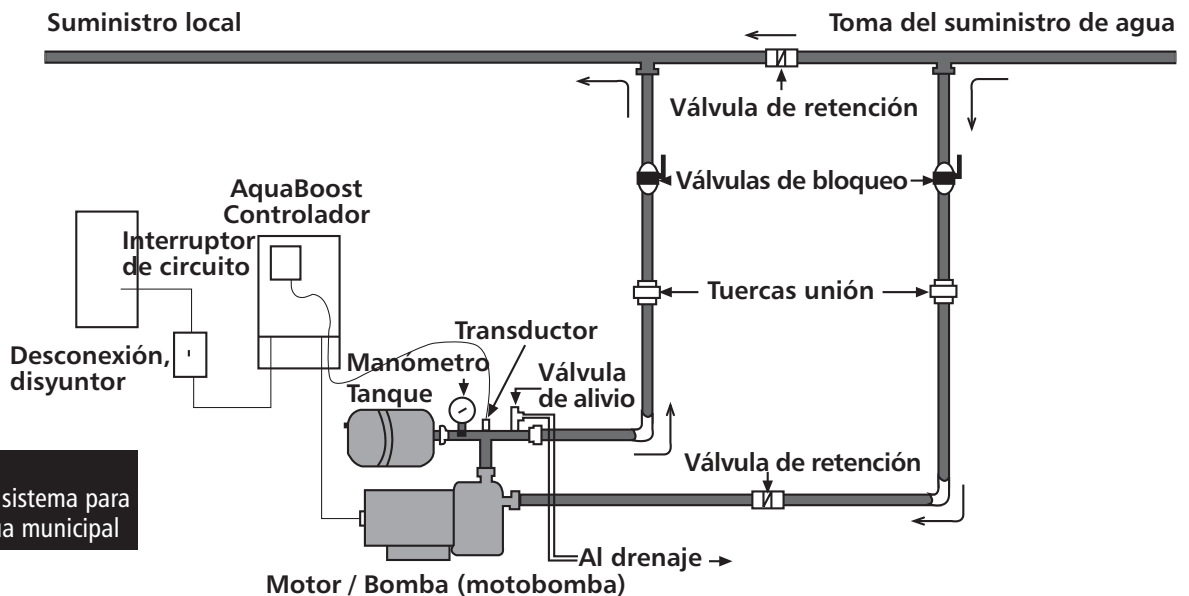 Suministro local
Toma del suministro de agua
Válvula de retención
Válvulas de bloqueo
AquaBoost
Controlador
Interruptor
de circuito
Tuercas unión
Transductor
Desconexión,
disyuntor
Manómetro
Tanque
Válvula
de alivio
Válvula de retención
sistema para
a municipal
Al drenaje
Motor / Bomba (motobomba)